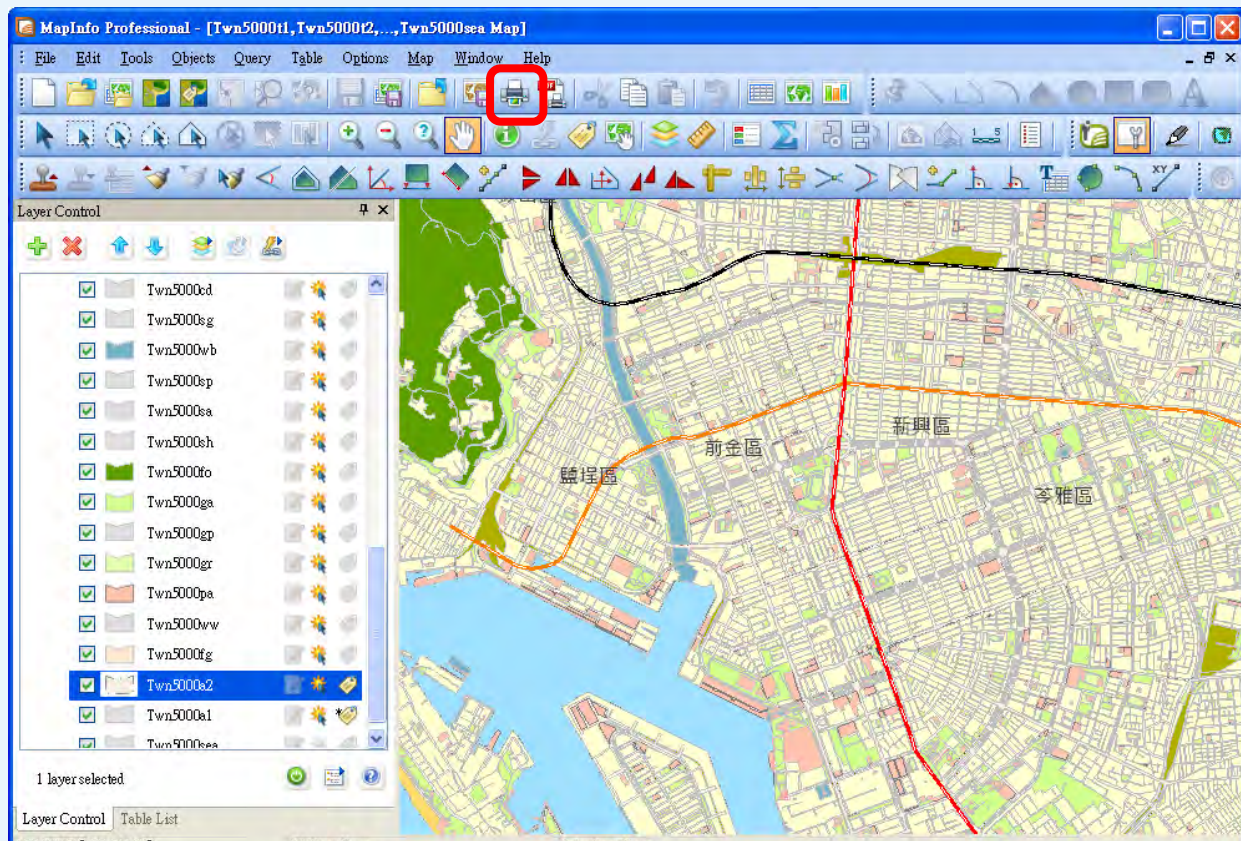 MapInfo Professional - [Twn5000t1,Twn5000t2,...,Twn5000sea Map]
File Edit Tools Objects Query Table Options Map Window Help
Layer Control
Twn5000cd
Twn5000sg
Twn5000wb
Twn5000sp
Twn5000sa
Twn5000sh
Twn5000fo
Twn5000ga
Twn5000gp
Twn5000gr
Twn5000pa
Twn5000ww
Twn5000fg
Twn5000a2
Twn5000a1
Twn5000sea
1 layer selected
Layer Control Table List
新興區
前金區
鹽埕區
苓雅區